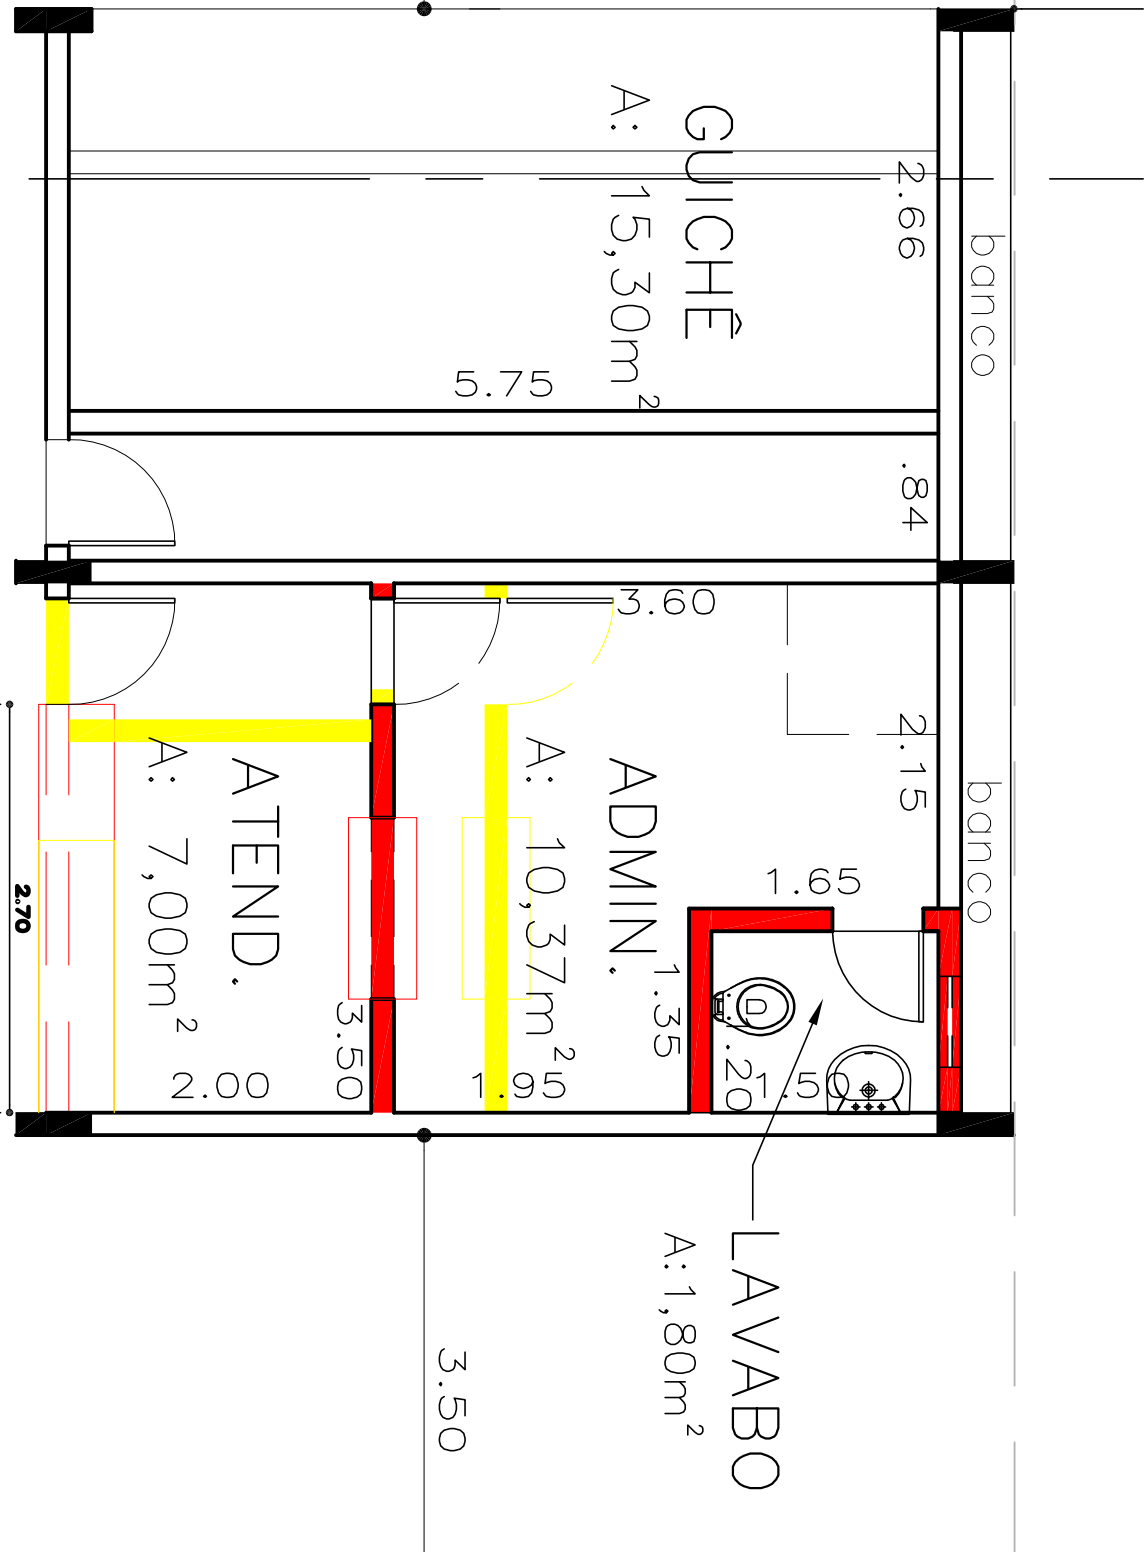 GUICHÊ
A: 15,30m²
2.66
banco
5.75
.84
3.60
2.15
banco
1.65
ADMIN.
A: 10,37m²
ATEND.
A: 7,00m²
2.70
3.50
2.00
1.95
1.35
1.20
1.50
LAVABO
A:1,80m²
3.50